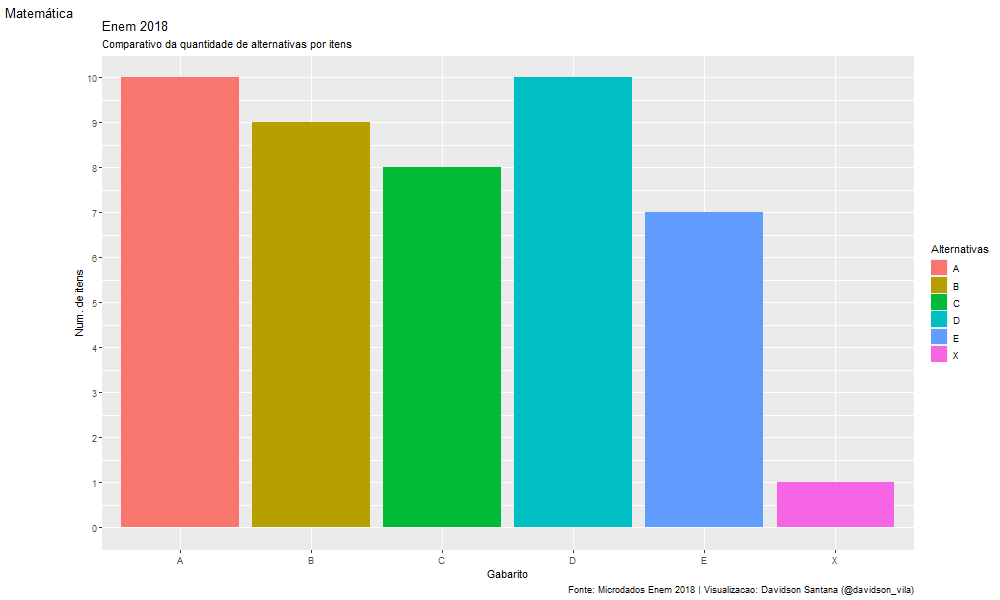 Matemática
Enem 2018
Comparativo da quantidade de alternativas por itens
Num. de itens
10
9
8
7
6
5
4
3
2
1
0
A B C D E X
Gabarito
Alternativas
A
B
C
D
E
X
Fonte: Microdados Enem 2018 | Visualizacao: Davidson Santana (@davidson_vila)